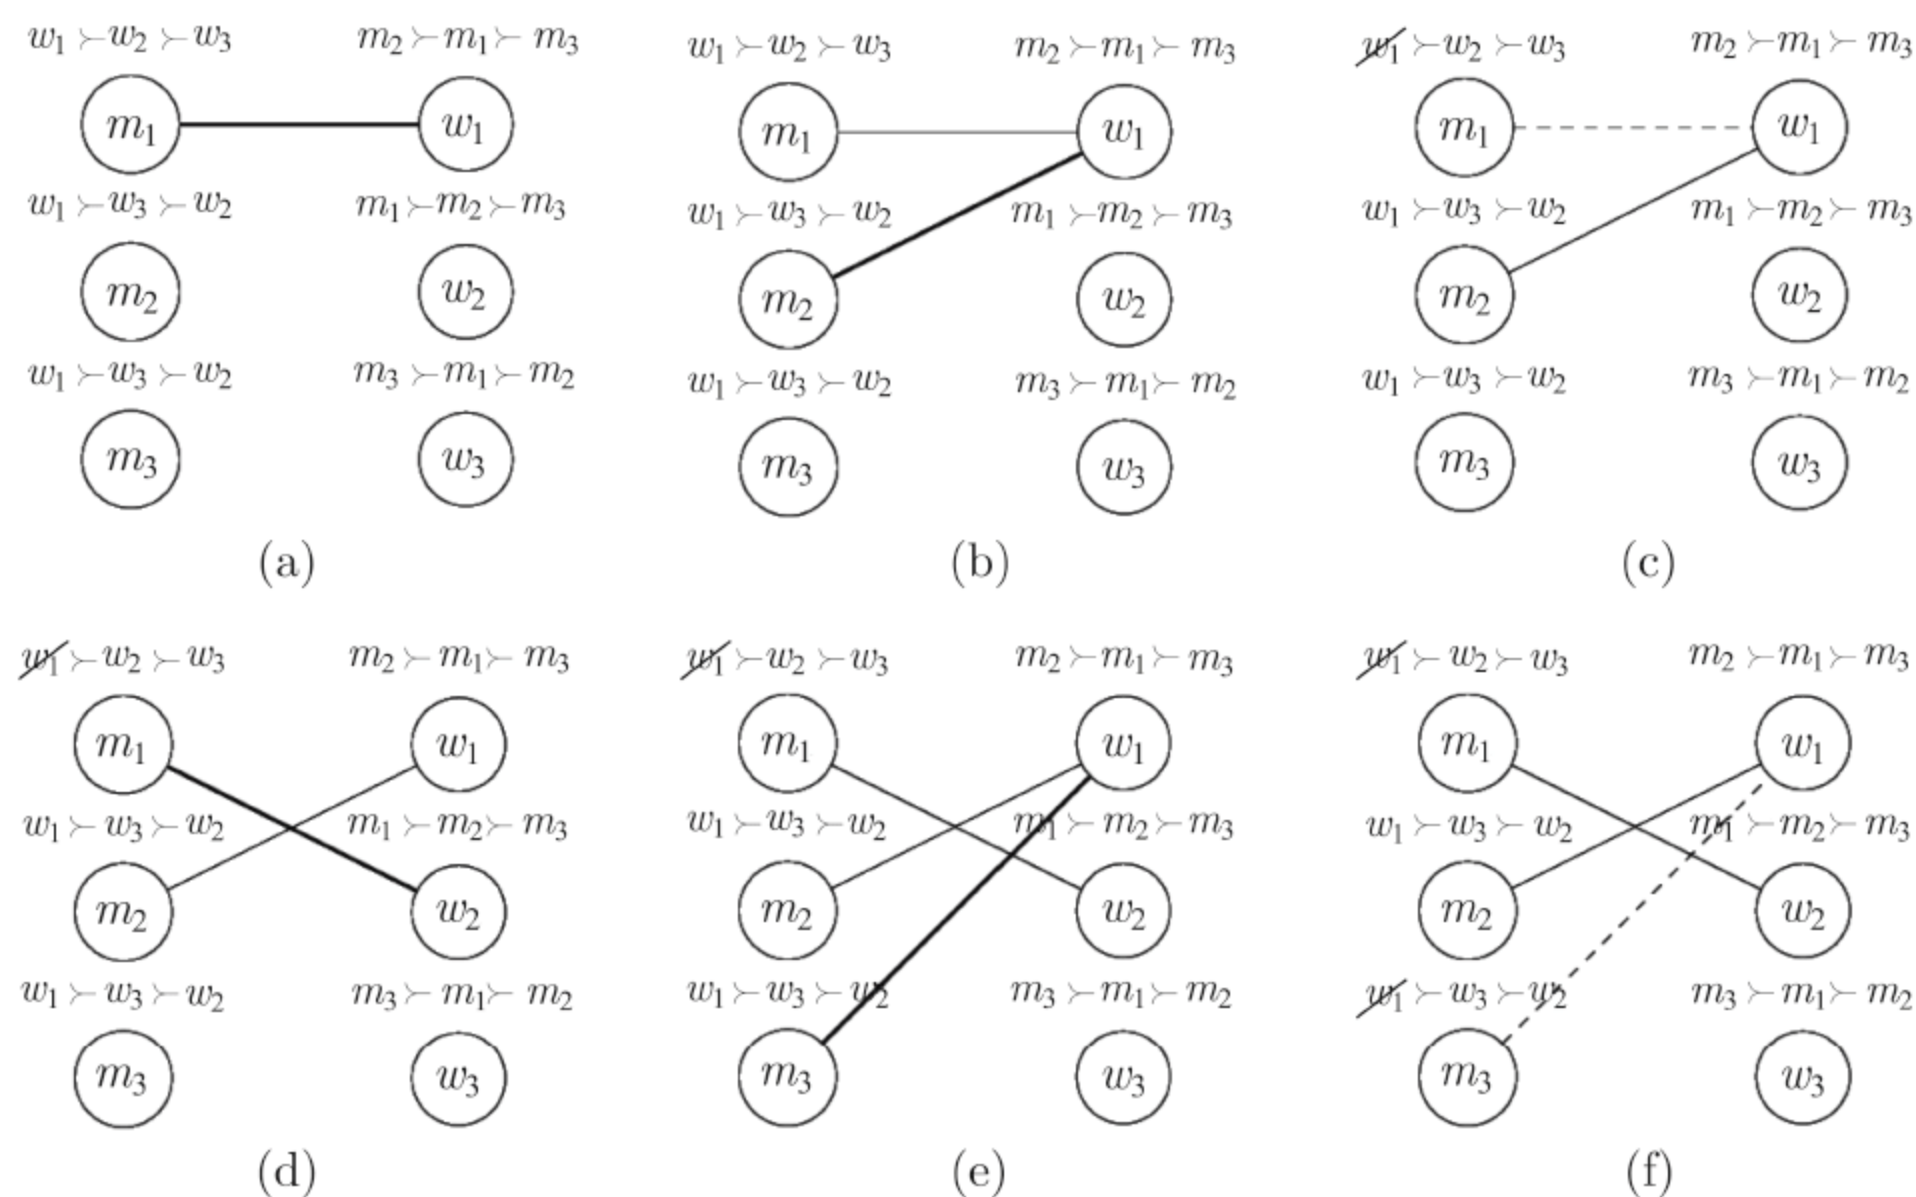 w₁ ≻ w₂ ≻ w₃ m₂ ≻ m₁ ≻ m₃
m₁ w₁
w₁ ≻ w₃ ≻ w₂ m₁ ≻ m₂ ≻ m₃
m₂ w₂
w₁ ≻ w₃ ≻ w₂ m₃ ≻ m₁ ≻ m₂
m₃ w₃
(a)
w₁ ≻ w₂ ≻ w₃ m₂ ≻ m₁ ≻ m₃
m₁ w₁
w₁ ≻ w₃ ≻ w₂ m₁ ≻ m₂ ≻ m₃
m₂ w₂
w₁ ≻ w₃ ≻ w₂ m₃ ≻ m₁ ≻ m₂
m₃ w₃
(b)
w₁ ≻ w₂ ≻ w₃ m₂ ≻ m₁ ≻ m₃
m₁ w₁
w₁ ≻ w₃ ≻ w₂ m₁ ≻ m₂ ≻ m₃
m₂ w₂
w₁ ≻ w₃ ≻ w₂ m₃ ≻ m₁ ≻ m₂
m₃ w₃
(c)
w₁ ≻ w₂ ≻ w₃ m₂ ≻ m₁ ≻ m₃
m₁ w₁
w₁ ≻ w₃ ≻ w₂ m₁ ≻ m₂ ≻ m₃
m₂ w₂
w₁ ≻ w₃ ≻ w₂ m₃ ≻ m₁ ≻ m₂
m₃ w₃
(d)
w₁ ≻ w₂ ≻ w₃ m₂ ≻ m₁ ≻ m₃
m₁ w₁
w₁ ≻ w₃ ≻ w₂ m₁ ≻ m₂ ≻ m₃
m₂ w₂
w₁ ≻ w₃ ≻ w₂ m₃ ≻ m₁ ≻ m₂
m₃ w₃
(e)
w₁ ≻ w₂ ≻ w₃ m₂ ≻ m₁ ≻ m₃
m₁ w₁
w₁ ≻ w₃ ≻ w₂ m₁ ≻ m₂ ≻ m₃
m₂ w₂
w₁ ≻ w₃ ≻ w₂ m₃ ≻ m₁ ≻ m₂
m₃ w₃
(f)